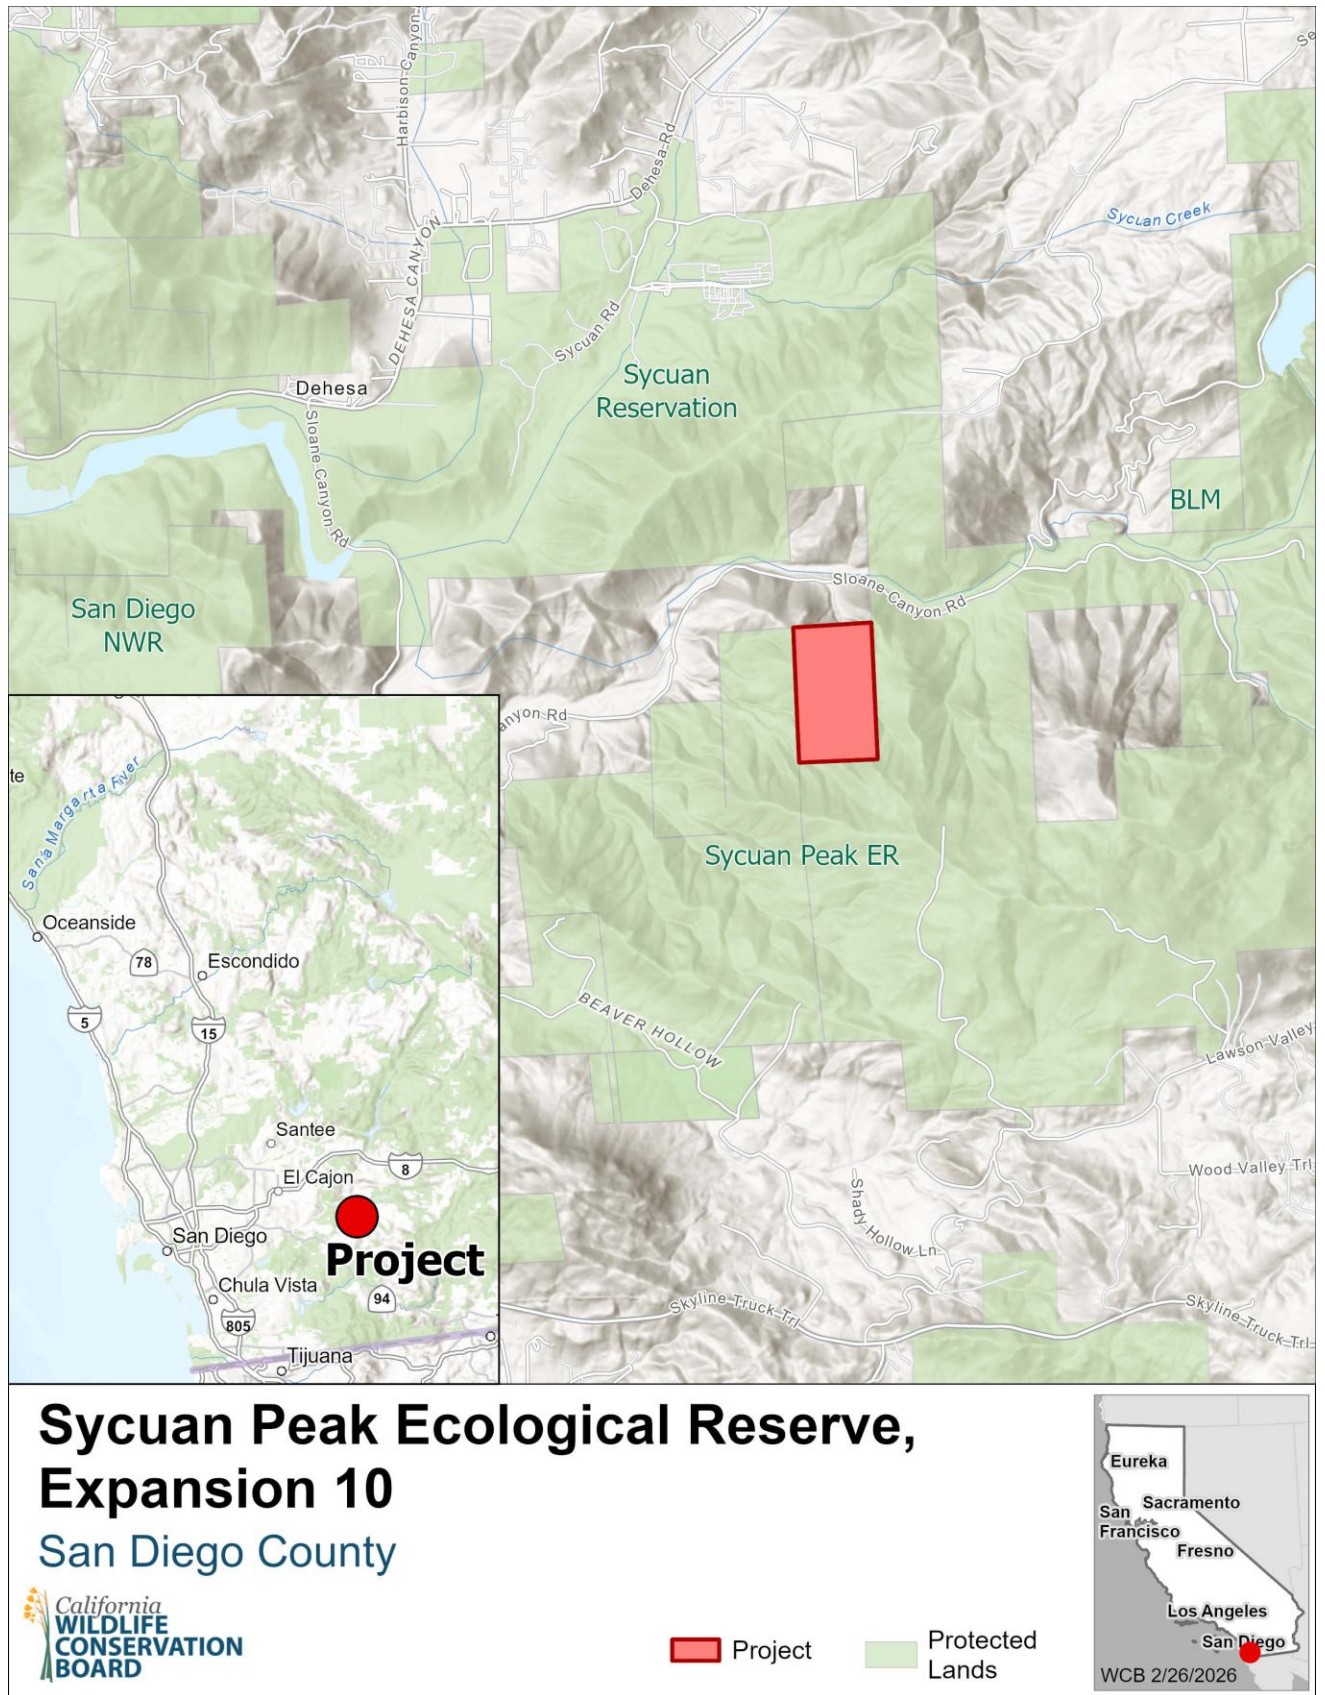 Harbison Canyon
Dehesa Rd
Se
Sycuan Creek
DEHESA CANYON
Sycuan Rd
Sycuan
Reservation
Dehesa
Sloane Canyon Rd
BLM
San Diego
NWR
Sloane Canyon Rd
anyon Rd
Sycuan Peak ER
BEAVER HOLLOW
Lawson Valley
Wood Valley Trl
Shady Hollow Ln
Skyline Truck Trl
Skyline Truck Trl
te
Santa Margarta River
Oceanside
78
Escondido
5
15
Santee
El Cajon
8
San Diego
Project
Chula Vista
94
805
Tijuana
Sycuan Peak Ecological Reserve,
Expansion 10
San Diego County
California
WILDLIFE
CONSERVATION
BOARD
Project
Protected
Lands
Eureka
Sacramento
San
Francisco
Fresno
Los Angeles
San Diego
WCB 2/26/2026